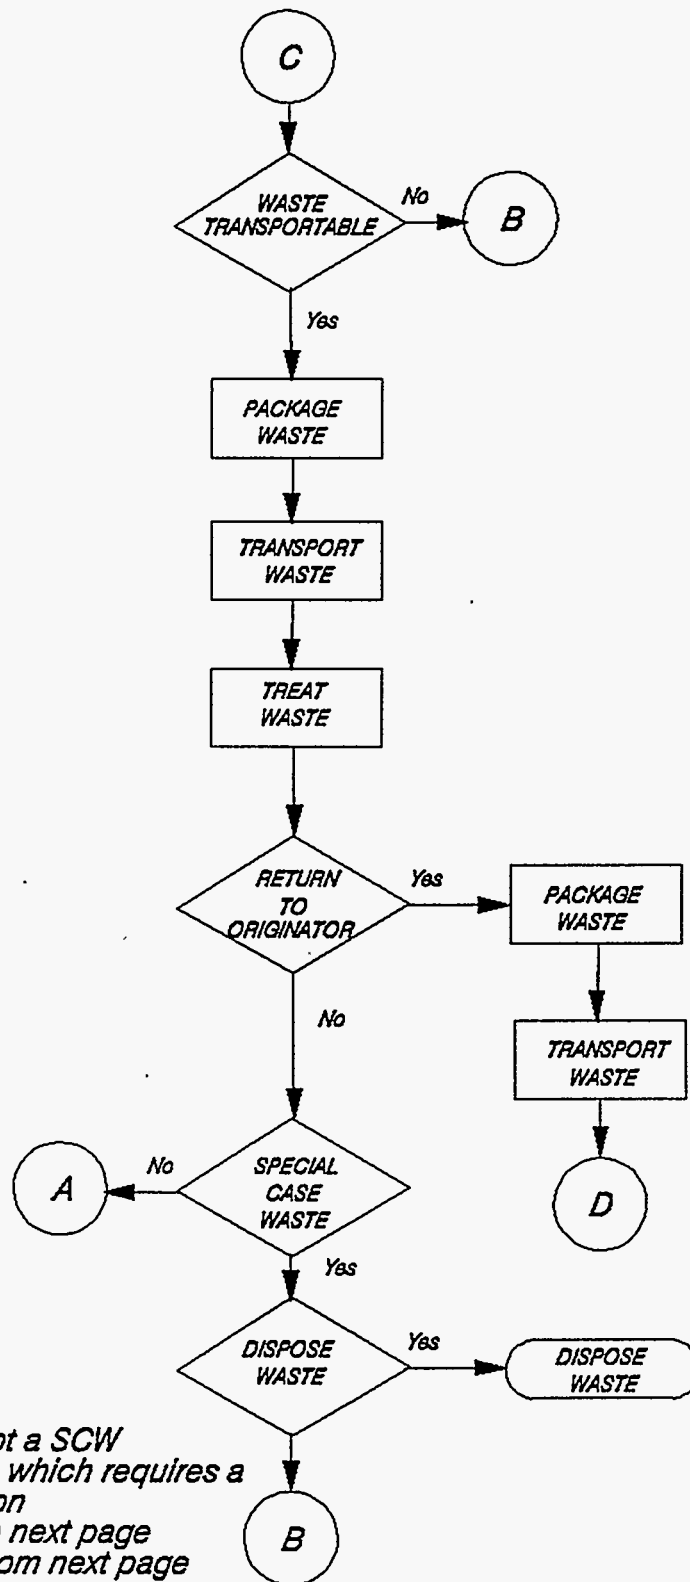 C
WASTE
TRANSPORTABLE
No
B
Yes
PACKAGE
WASTE
TRANSPORT
WASTE
TREAT
WASTE
RETURN
TO
ORIGINATOR
Yes
PACKAGE
WASTE
No
TRANSPORT
WASTE
D
A
No
SPECIAL
CASE
WASTE
Yes
DISPOSE
WASTE
Yes
DISPOSE
WASTE
a SCW
which requires a
next page
next page
B